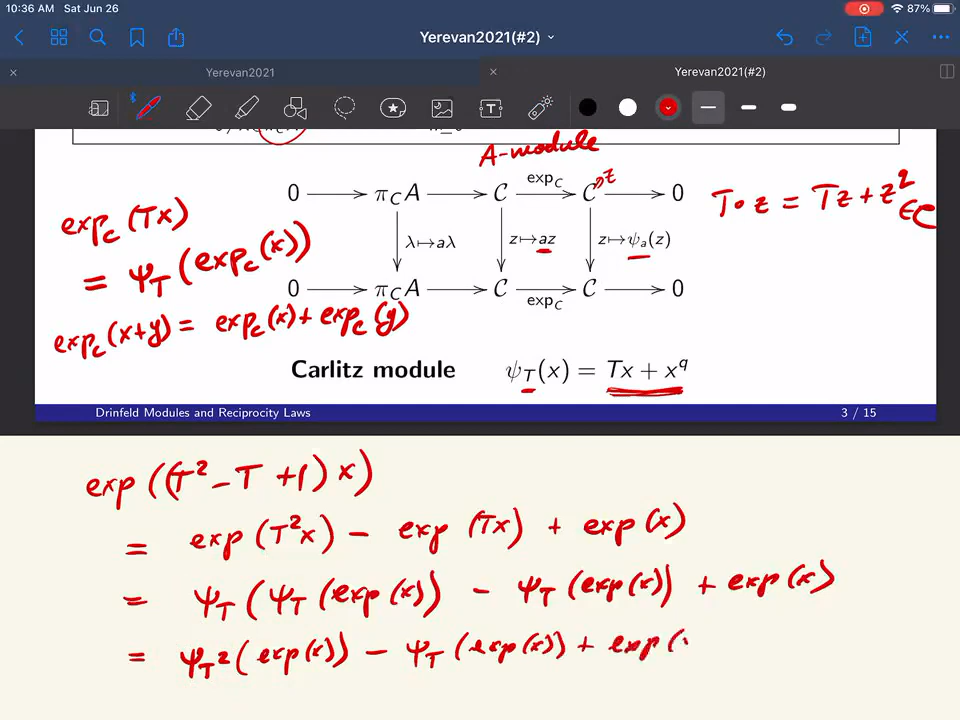 10:36 AM Sat Jun 26 87%
Yerevan2021(#2)
Yerevan2021 Yerevan2021(#2)
A-module
0 π_C A C exp_C C ∋z 0
T∘z = Tz + z² ∈ C
exp_C(Tx)
λ↦aλ z↦az z↦ψ_a(z)
= ψ_T(exp_C(x))
0 π_C A C exp_C C 0
exp_C(x+y) = exp_C(x) + exp_C(y)
Carlitz module ψ_T(x) = Tx + x^q
Drinfeld Modules and Reciprocity Laws 3 / 15
exp((T² - T + 1)x)
= exp(T²x) - exp(Tx) + exp(x)
= ψ_T(ψ_T(exp(x)) - ψ_T(exp(x)) + exp(x)
= ψ_T²(exp(x)) - ψ_T(exp(x)) + exp(